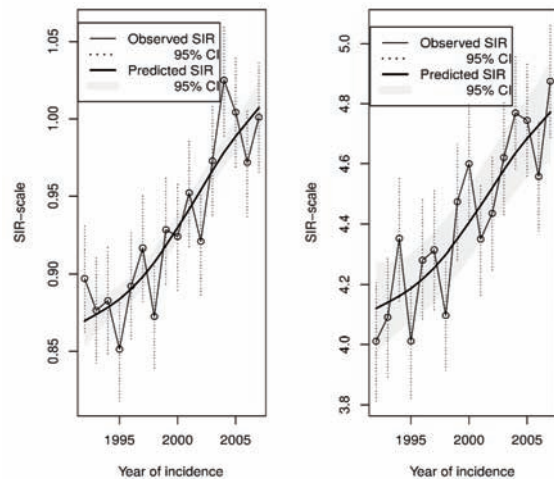 Observed SIR
95% CI
Predicted SIR
95% CI
SIR−scale
1.05
1.00
0.95
0.90
0.85
1995 2000 2005
Year of incidence
Observed SIR
95% CI
Predicted SIR
95% CI
SIR−scale
5.0
4.8
4.6
4.4
4.2
4.0
3.8
1995 2000 2005
Year of incidence